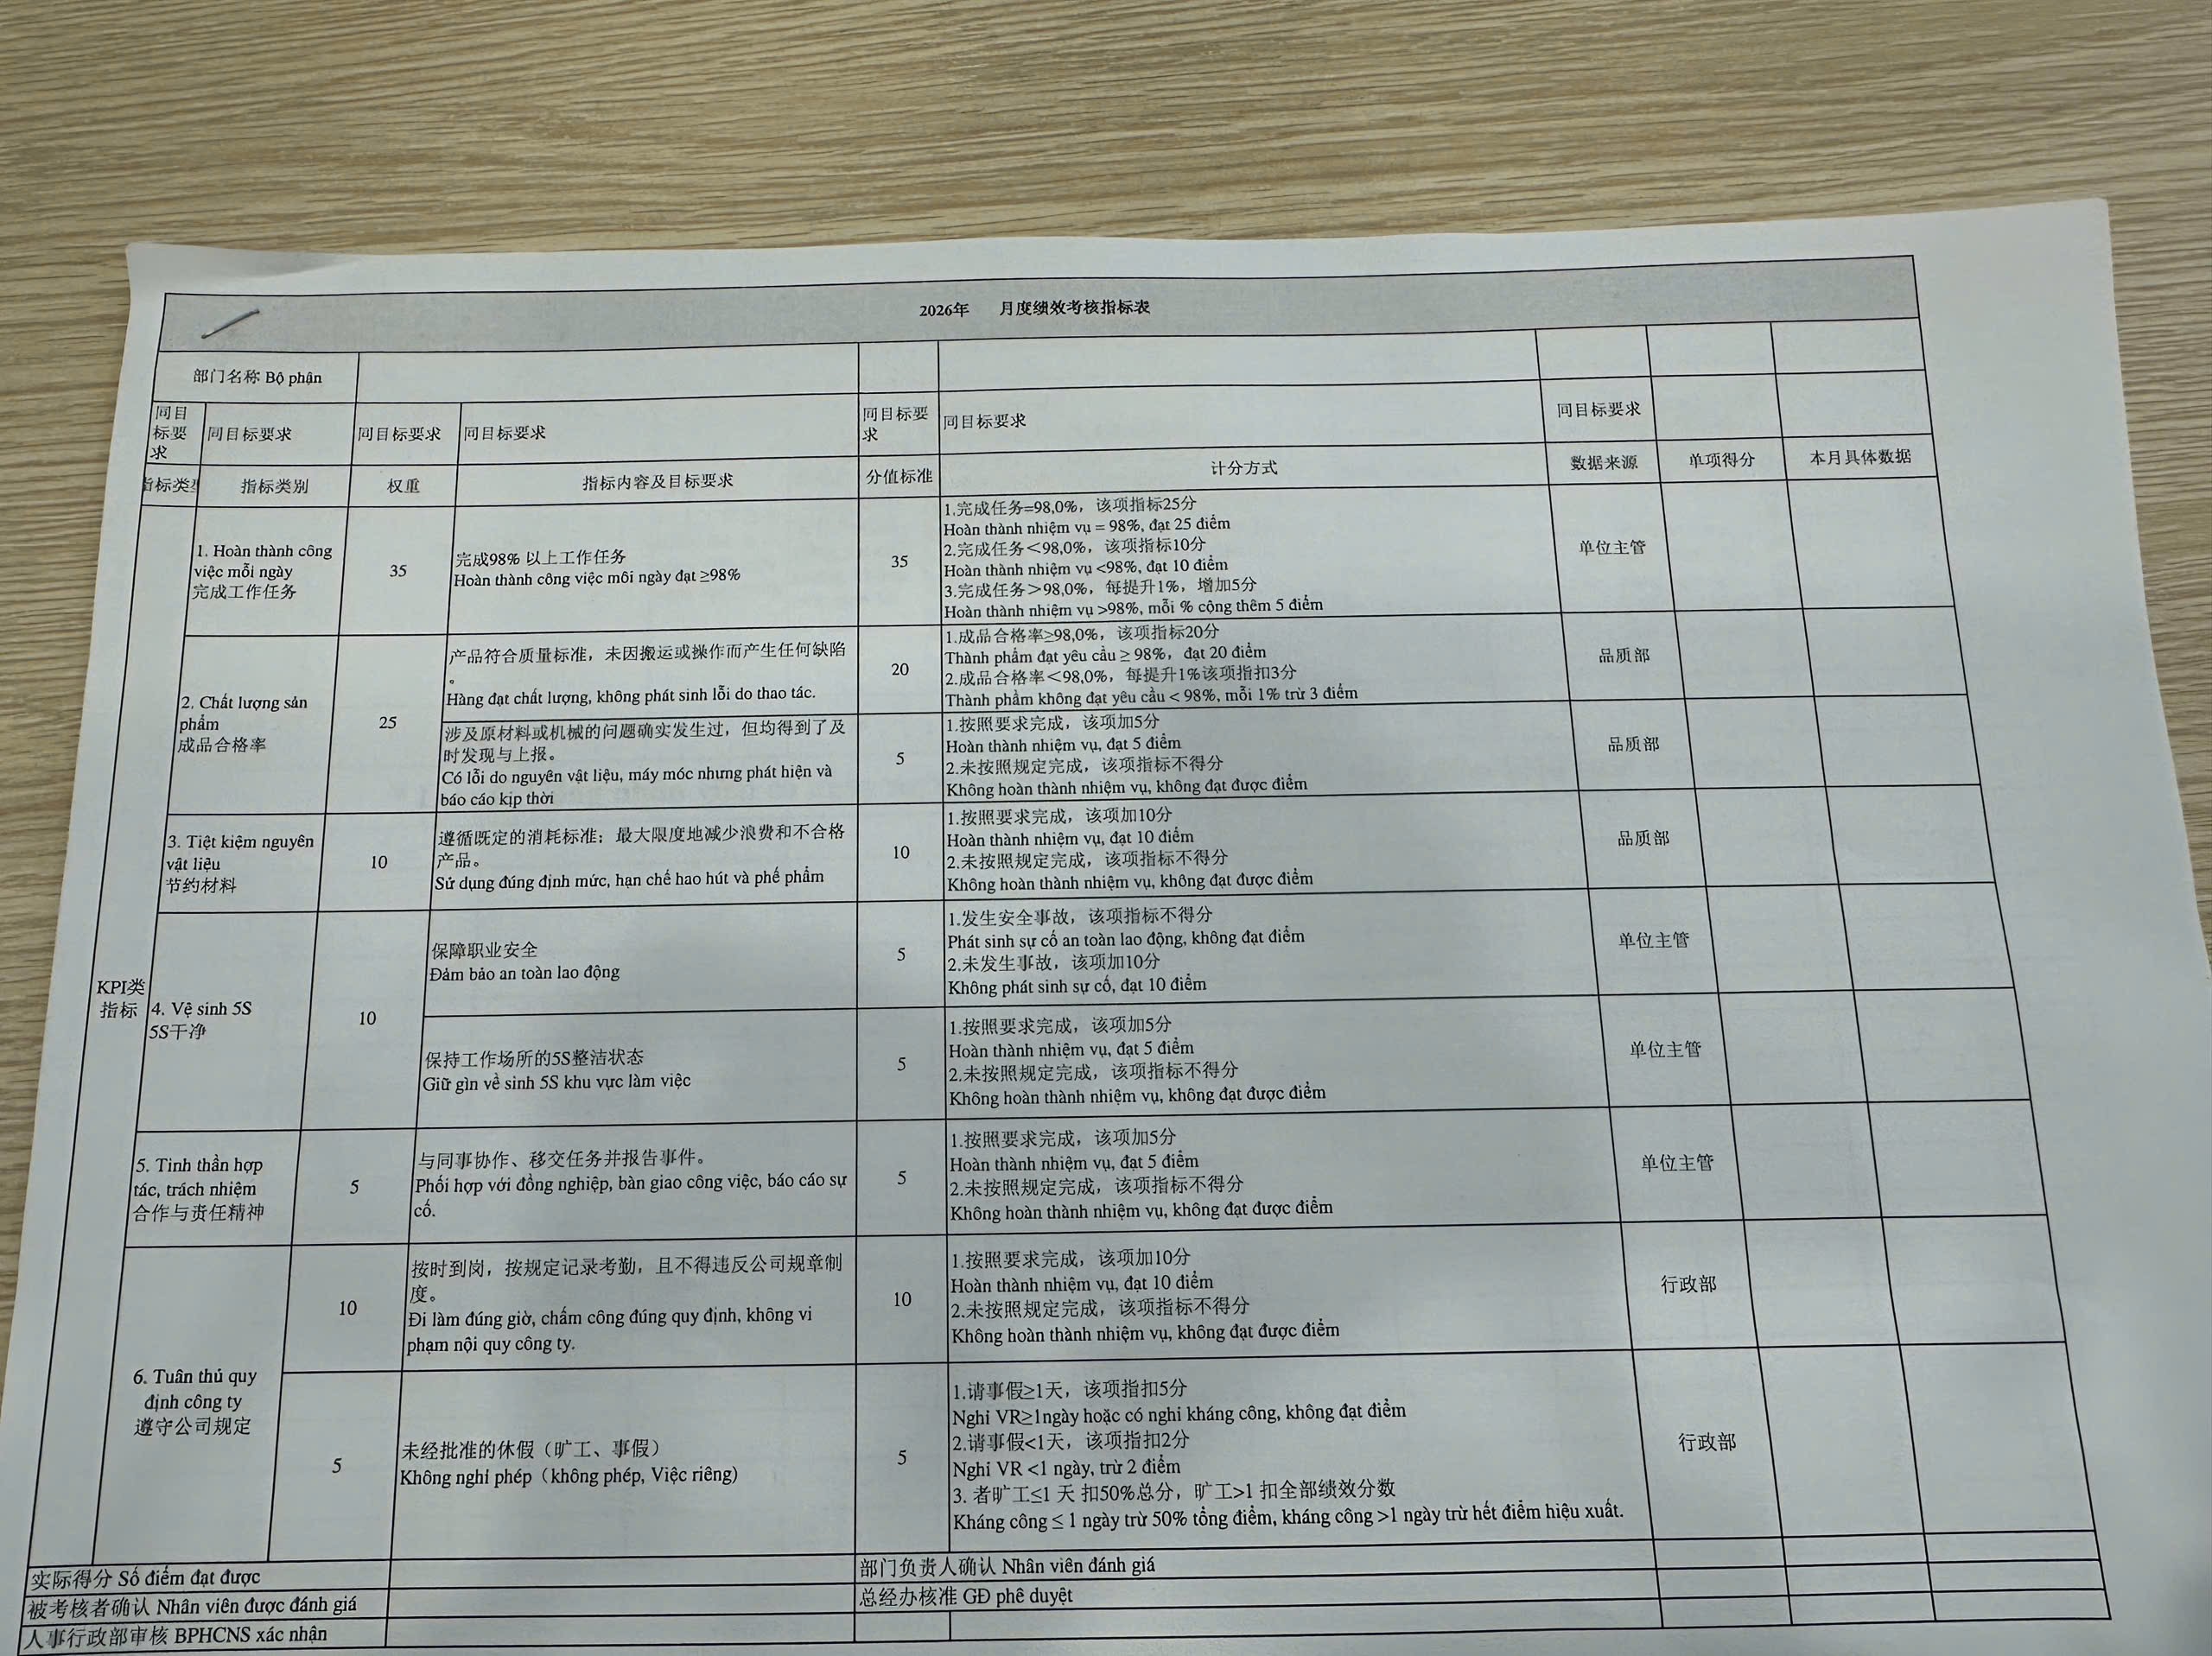 2026年 月度绩效考核指标表
部门名称 Bộ phận
同目
标要
求
同目标要求
同目标要求
同目标要求
同目标要
求
同目标要求
同目标要求
指标类型
指标类别
权重
指标内容及目标要求
分值标准
计分方式
数据来源
单项得分
本月具体数据
KPI类
指标
1. Hoàn thành công
việc mỗi ngày
完成工作任务
35
完成98% 以上工作任务
Hoàn thành công việc môi ngày đạt ≥98%
35
1.完成任务=98,0%，该项指标25分
Hoàn thành nhiệm vụ = 98%, đạt 25 điểm
2.完成任务＜98,0%，该项指标10分
Hoàn thành nhiệm vụ <98%, đạt 10 điểm
3.完成任务＞98,0%，每提升1%，增加5分
Hoàn thành nhiệm vụ >98%, mỗi % cộng thêm 5 điểm
单位主管
2. Chất lượng sản
phẩm
成品合格率
25
产品符合质量标准，未因搬运或操作而产生任何缺陷
。
Hàng đạt chất lượng, không phát sinh lỗi do thao tác.
20
1.成品合格率≥98,0%，该项指标20分
Thành phẩm đạt yêu cầu ≥ 98%, đạt 20 điểm
2.成品合格率＜98,0%，每提升1%该项指扣3分
Thành phẩm không đạt yêu cầu < 98%, mỗi 1% trừ 3 điểm
品质部
涉及原材料或机械的问题确实发生过，但均得到了及
时发现与上报。
Có lỗi do nguyên vật liệu, máy móc nhưng phát hiện và
báo cáo kịp thời
5
1.按照要求完成，该项加5分
Hoàn thành nhiệm vụ, đạt 5 điểm
2.未按照规定完成，该项指标不得分
Không hoàn thành nhiệm vụ, không đạt được điểm
品质部
3. Tiệt kiệm nguyên
vật liệu
节约材料
10
遵循既定的消耗标准；最大限度地减少浪费和不合格
产品。
Sử dụng đúng định mức, hạn chế hao hút và phế phẩm
10
1.按照要求完成，该项加10分
Hoàn thành nhiệm vụ, đạt 10 điểm
2.未按照规定完成，该项指标不得分
Không hoàn thành nhiệm vụ, không đạt được điểm
品质部
4. Vệ sinh 5S
5S干净
10
保障职业安全
Đảm bảo an toàn lao động
5
1.发生安全事故，该项指标不得分
Phát sinh sự cố an toàn lao động, không đạt điểm
2.未发生事故，该项加10分
Không phát sinh sự cố, đạt 10 điểm
单位主管
保持工作场所的5S整洁状态
Giữ gìn về sinh 5S khu vực làm việc
5
1.按照要求完成，该项加5分
Hoàn thành nhiệm vụ, đạt 5 điểm
2.未按照规定完成，该项指标不得分
Không hoàn thành nhiệm vụ, không đạt được điểm
单位主管
5. Tinh thần hợp
tác, trách nhiệm
合作与责任精神
5
与同事协作、移交任务并报告事件。
Phối hợp với đồng nghiệp, bàn giao công việc, báo cáo sự
cố.
5
1.按照要求完成，该项加5分
Hoàn thành nhiệm vụ, đạt 5 điểm
2.未按照规定完成，该项指标不得分
Không hoàn thành nhiệm vụ, không đạt được điểm
单位主管
6. Tuân thủ quy
định công ty
遵守公司规定
10
按时到岗，按规定记录考勤，且不得违反公司规章制
度。
Đi làm đúng giờ, chấm công đúng quy định, không vi
phạm nội quy công ty.
10
1.按照要求完成，该项加10分
Hoàn thành nhiệm vụ, đạt 10 điểm
2.未按照规定完成，该项指标不得分
Không hoàn thành nhiệm vụ, không đạt được điểm
行政部
5
未经批准的休假（旷工、事假）
Không nghỉ phép（không phép, Việc riêng)
5
1.请事假≥1天，该项指扣5分
Nghỉ VR≥1ngày hoặc có nghỉ kháng công, không đạt điểm
2.请事假<1天，该项指扣2分
Nghỉ VR <1 ngày, trừ 2 điểm
3. 者旷工≤1 天 扣50%总分，旷工>1 扣全部绩效分数
Kháng công ≤ 1 ngày trừ 50% tổng điểm, kháng công >1 ngày trừ hết điểm hiệu xuất.
行政部
实际得分 Số điểm đạt được
部门负责人确认 Nhân viên đánh giá
被考核者确认 Nhân viên được đánh giá
总经办核准 GĐ phê duyệt
人事行政部审核 BPHCNS xác nhận